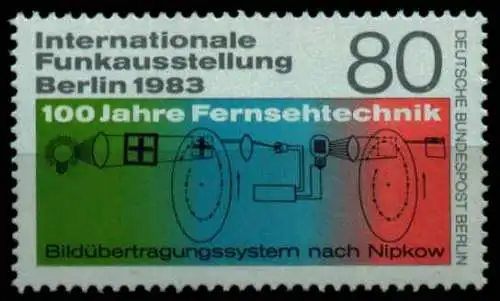 Internationale
Funkausstellung
Berlin 1983
80
DEUTSCHE BUNDESPOST BERLIN
100 Jahre Fernsehtechnik
Bildübertragungssystem nach Nipkow